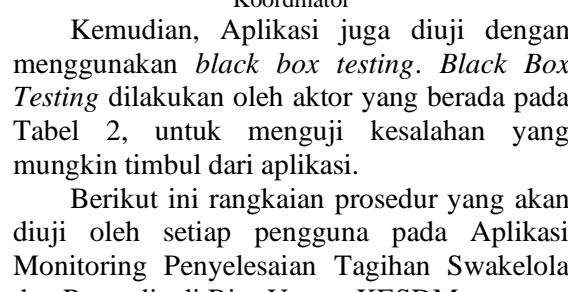 Koordinator
Kemudian, Aplikasi juga diuji dengan
menggunakan black box testing. Black Box
Testing dilakukan oleh aktor yang berada pada
Tabel 2, untuk menguji kesalahan yang
mungkin timbul dari aplikasi.
Berikut ini rangkaian prosedur yang akan
diuji oleh setiap pengguna pada Aplikasi
Monitoring Penyelesaian Tagihan Swakelola